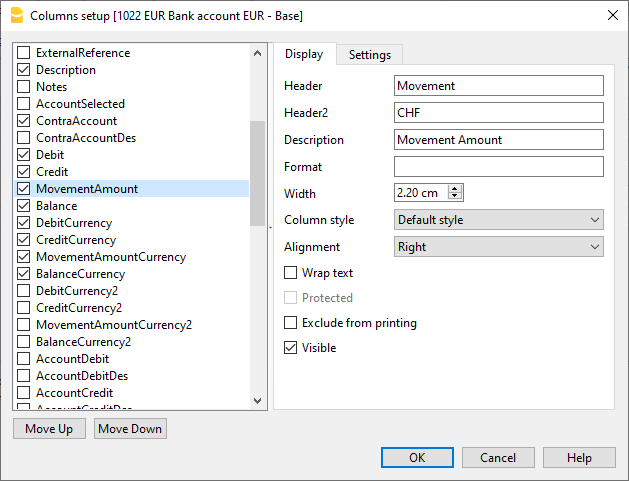 Columns setup [1022 EUR Bank account EUR - Base]
ExternalReference
Description
Notes
AccountSelected
ContraAccount
ContraAccountDes
Debit
Credit
MovementAmount
Balance
DebitCurrency
CreditCurrency
MovementAmountCurrency
BalanceCurrency
DebitCurrency2
CreditCurrency2
MovementAmountCurrency2
BalanceCurrency2
AccountDebit
AccountDebitDes
AccountCredit
AccountCreditDes
Move Up Move Down
Display Settings
Header Movement
Header2 CHF
Description Movement Amount
Format
Width 2.20 cm
Column style Default style
Alignment Right
Wrap text
Protected
Exclude from printing
Visible
OK Cancel Help